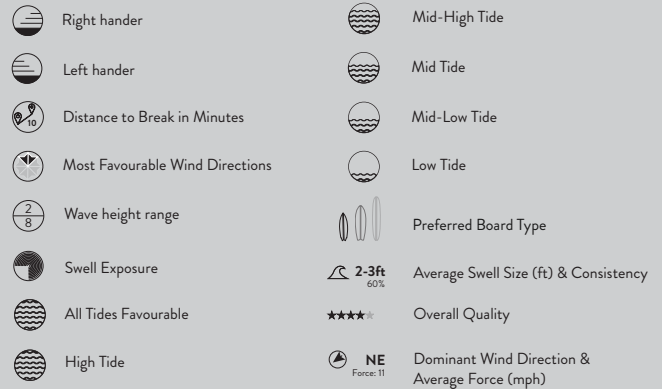 Right hander
Left hander
10
Distance to Break in Minutes
Most Favourable Wind Directions
2
8
Wave height range
Swell Exposure
All Tides Favourable
High Tide
Mid-High Tide
Mid Tide
Mid-Low Tide
Low Tide
Preferred Board Type
2-3ft
60%
Average Swell Size (ft) & Consistency
Overall Quality
NE
Force: 11
Dominant Wind Direction &
Average Force (mph)